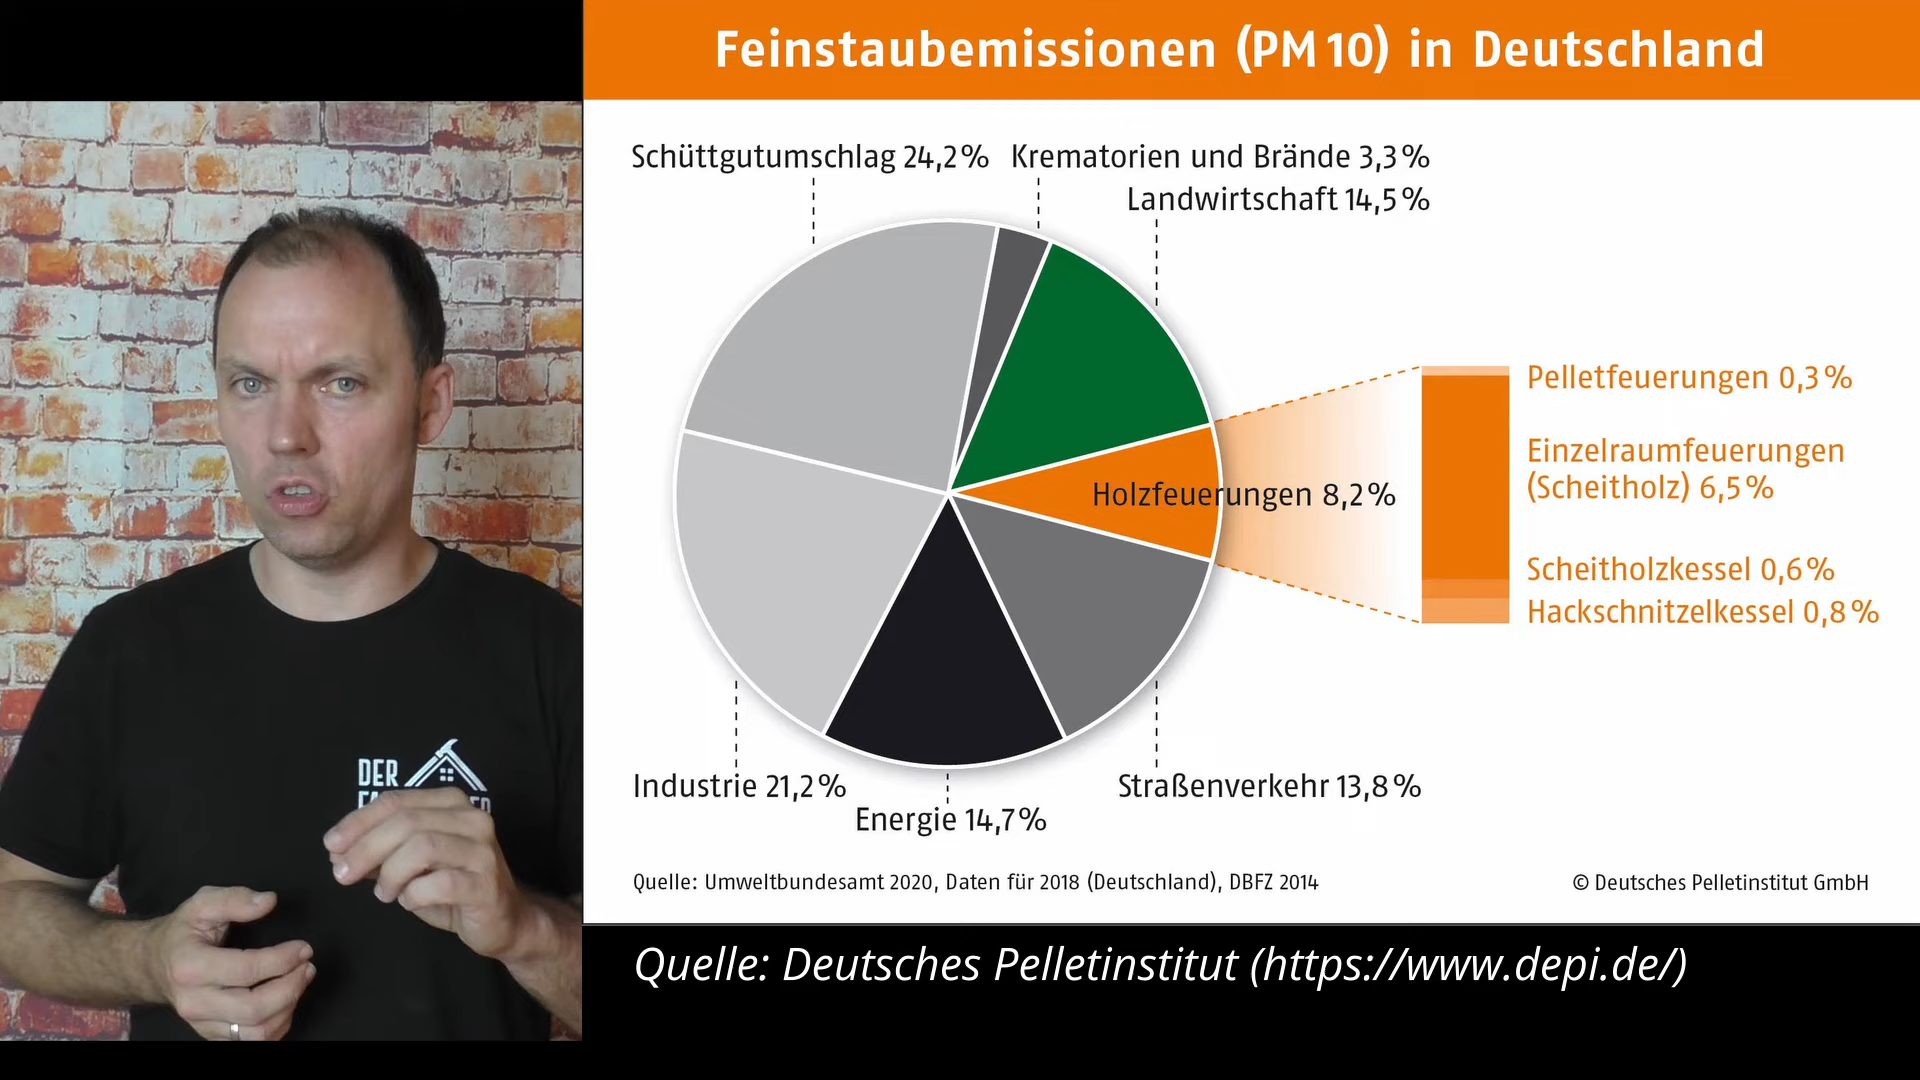 Feinstaubemissionen (PM 10) in Deutschland
Schüttgutumschlag 24,2 %
Krematorien und Brände 3,3 %
Landwirtschaft 14,5 %
Pelletfeuerungen 0,3 %
Einzelraumfeuerungen
(Scheitholz) 6,5 %
Holzfeuerungen 8,2 %
Scheitholzkessel 0,6 %
Hackschnitzelkessel 0,8 %
Industrie 21,2 %
Straßenverkehr 13,8 %
Energie 14,7 %
Quelle: Umweltbundesamt 2020, Daten für 2018 (Deutschland), DBFZ 2014
© Deutsches Pelletinstitut GmbH
Quelle: Deutsches Pelletinstitut (https://www.depi.de/)
DER